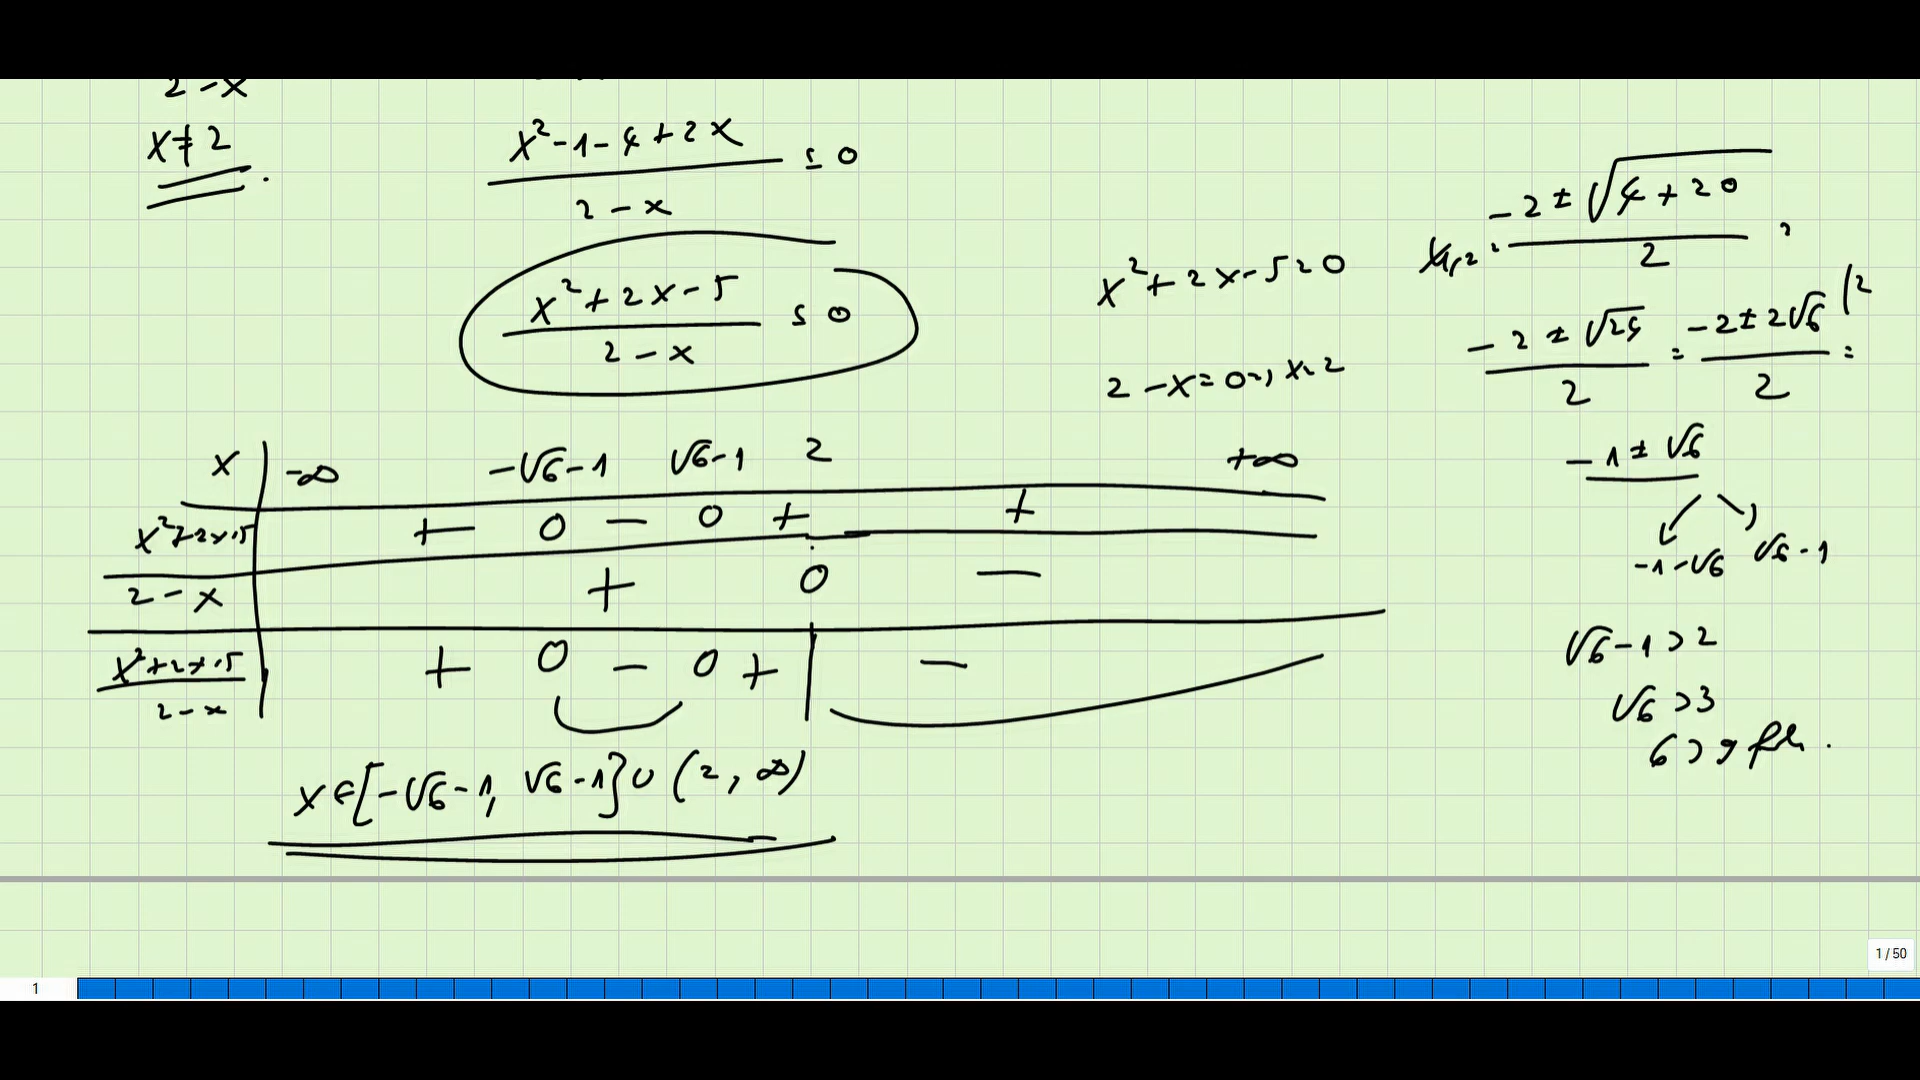 2 - x
x ≠ 2
x² - 1 - 4 + 2x
≤ 0
2 - x
x² + 2x - 5
≤ 0
2 - x
x² + 2x - 5 = 0
2 - x = 0 → x = 2
-2 ± √4 + 20
x₁,₂ =
2
=
-2 ± √24
=
-2 ± 2√6 |2
=
2
2
-1 ± √6
-1 - √6
√6 - 1
x | -∞ -√6 - 1 √6 - 1 2 +∞
x² + 2x - 5 | + 0 - 0 + +
2 - x | + 0 -
x² + 2x - 5
2 - x
+ 0 - 0 + | -
√6 - 1 > 2
√6 > 3
6 > 9
x ∈ [-√6 - 1, √6 - 1] ∪ (2, ∞)
1 / 50
1